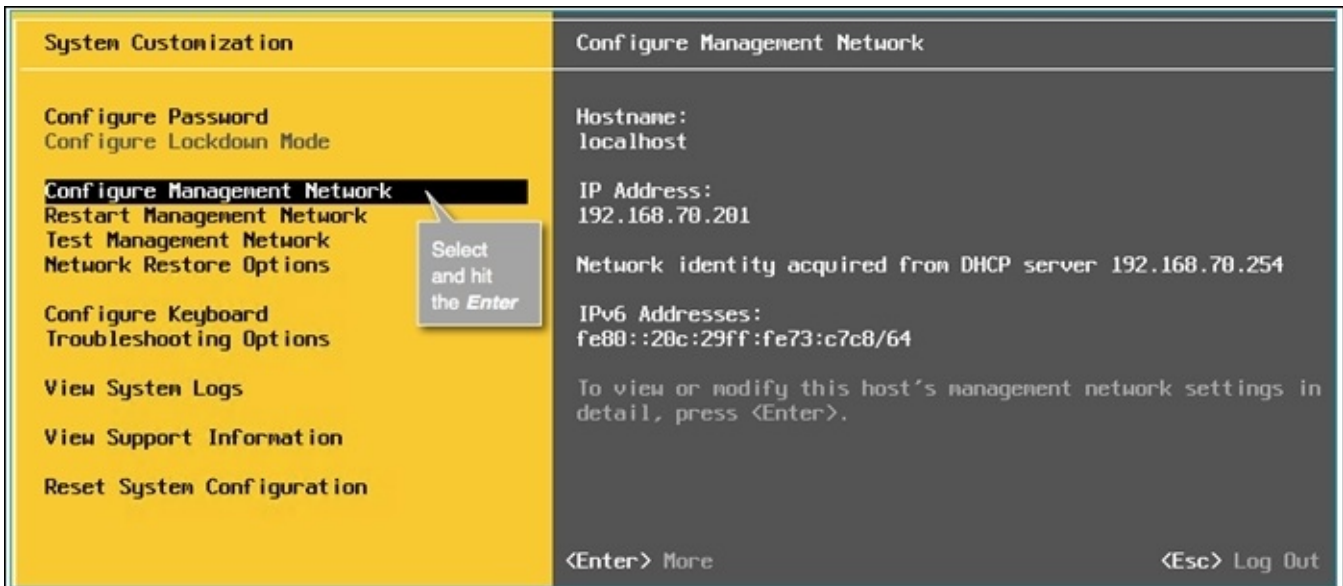 System Customization
Configure Password
Configure Lockdown Mode
Configure Management Network
Restart Management Network
Test Management Network
Network Restore Options
Configure Keyboard
Troubleshooting Options
View System Logs
View Support Information
Reset System Configuration
Select
and hit
the Enter
Configure Management Network
Hostname:
localhost
IP Address:
192.168.70.201
Network identity acquired from DHCP server 192.168.70.254
IPv6 Addresses:
fe80::20c:29ff:fe73:c7c8/64
To view or modify this host's management network settings in
detail, press <Enter>.
<Enter> More
<Esc> Log Out